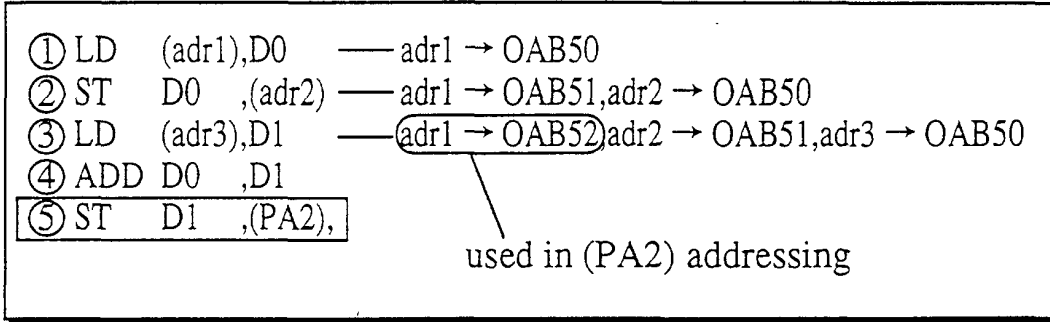 ① LD (adr1),D0 — adr1 → OAB50
② ST D0 ,(adr2) — adr1 → OAB51,adr2 → OAB50
③ LD (adr3),D1 — adr1 → OAB52,adr2 → OAB51,adr3 → OAB50
④ ADD D0 ,D1
⑤ ST D1 ,(PA2),
used in (PA2) addressing